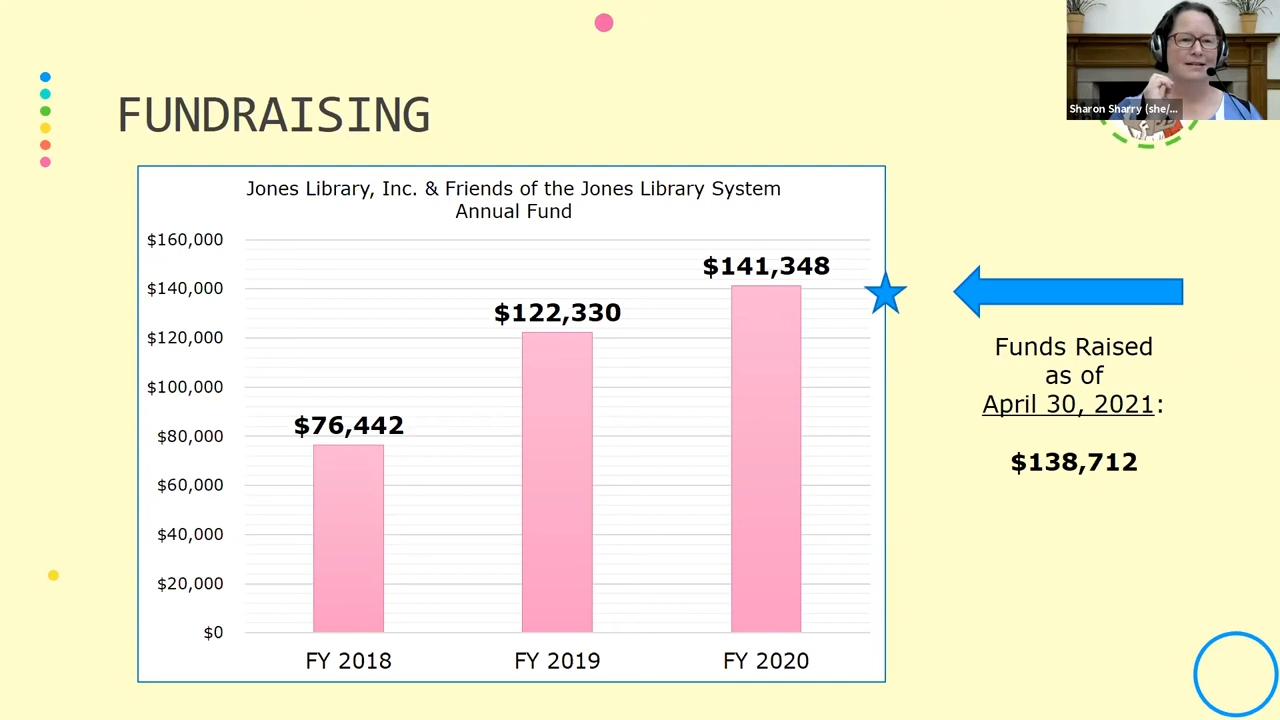 Sharon Sharry (she/...
FUNDRAISING
Jones Library, Inc. & Friends of the Jones Library System
Annual Fund
$160,000
$140,000
$120,000
$100,000
$80,000
$60,000
$40,000
$20,000
$0
$76,442
$122,330
$141,348
FY 2018
FY 2019
FY 2020
Funds Raised
as of
April 30, 2021:
$138,712